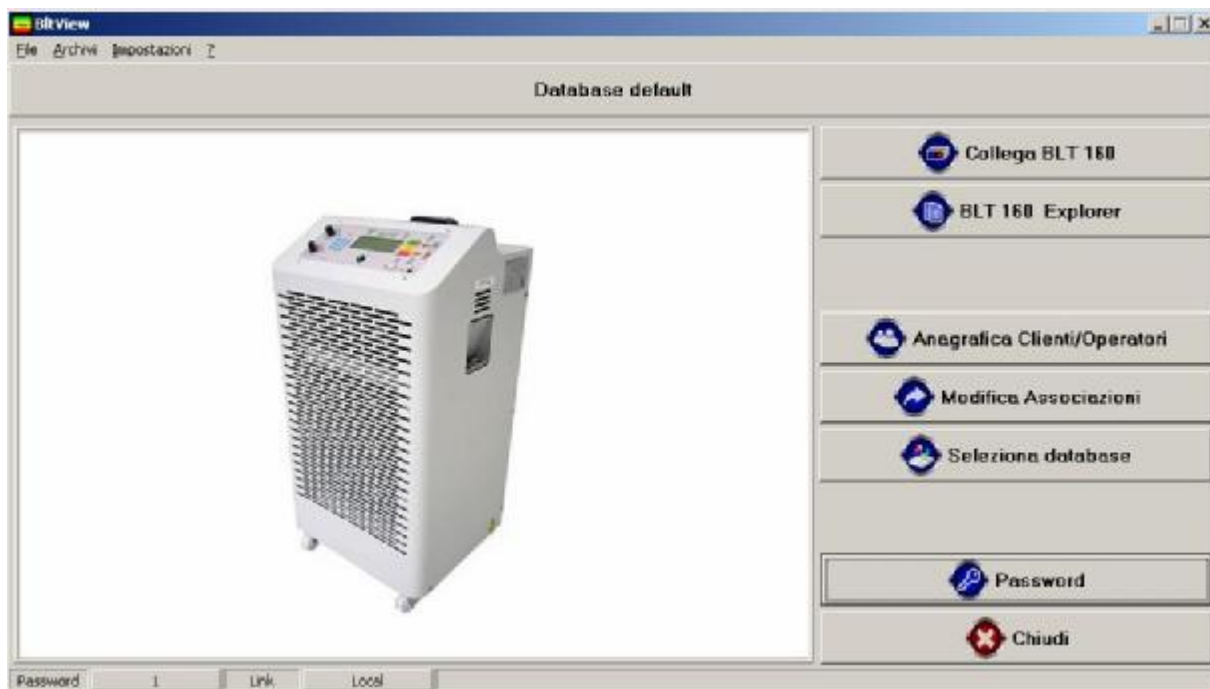 BltView
File Archivi Impostazioni ?
Database default
Collega BLT 160
BLT 160 Explorer
Anagrafica Clienti/Operatori
Modifica Associazioni
Seleziona database
Password
Chiudi
Password 1 Link Local